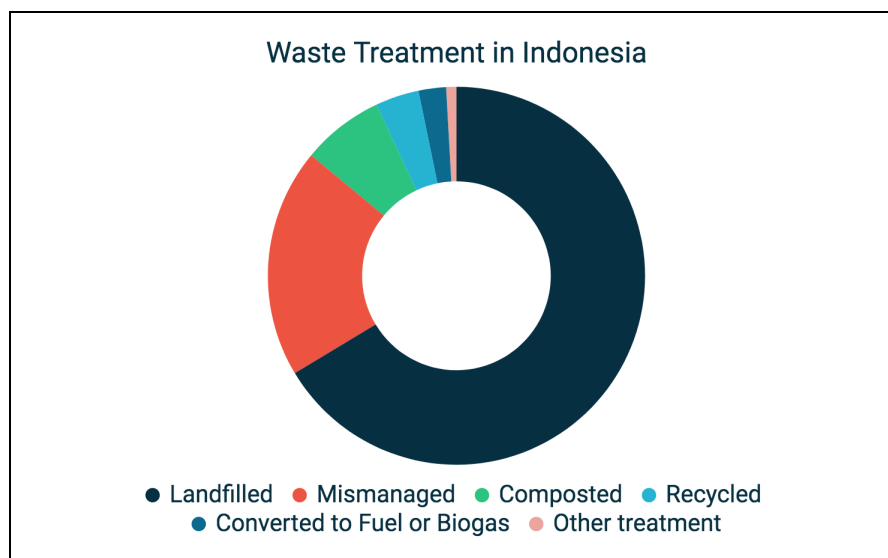 Waste Treatment in Indonesia
Landfilled Mismanaged Composted Recycled
Converted to Fuel or Biogas Other treatment